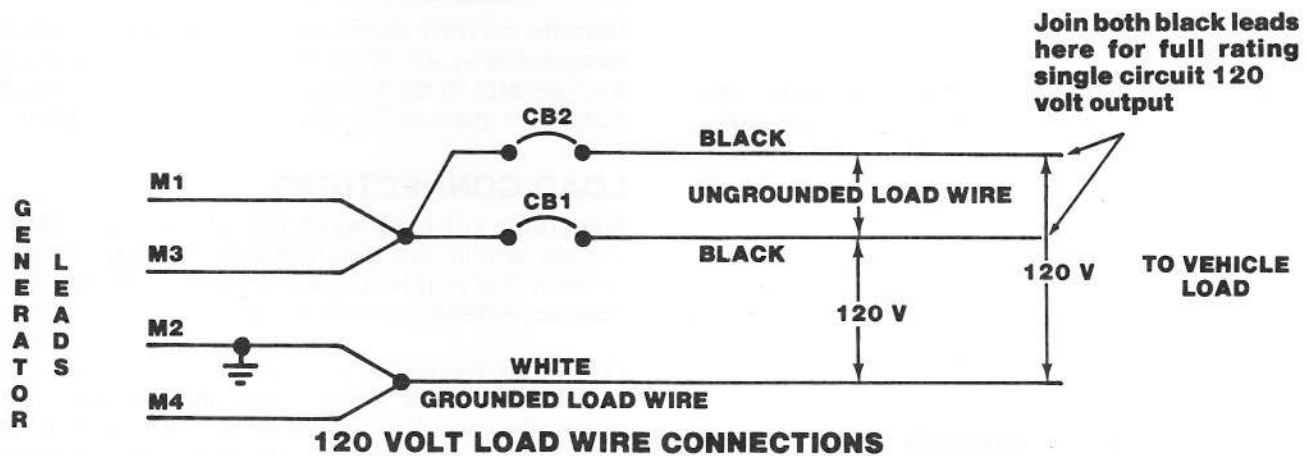 Join both black leads
here for full rating
single circuit 120
volt output
CB2
BLACK
M1
UNGROUNDED LOAD WIRE
CB1
BLACK
M3
120 V
TO VEHICLE
LOAD
120 V
GENERATOR
LEADS
M2
WHITE
M4
GROUNDED LOAD WIRE
120 VOLT LOAD WIRE CONNECTIONS